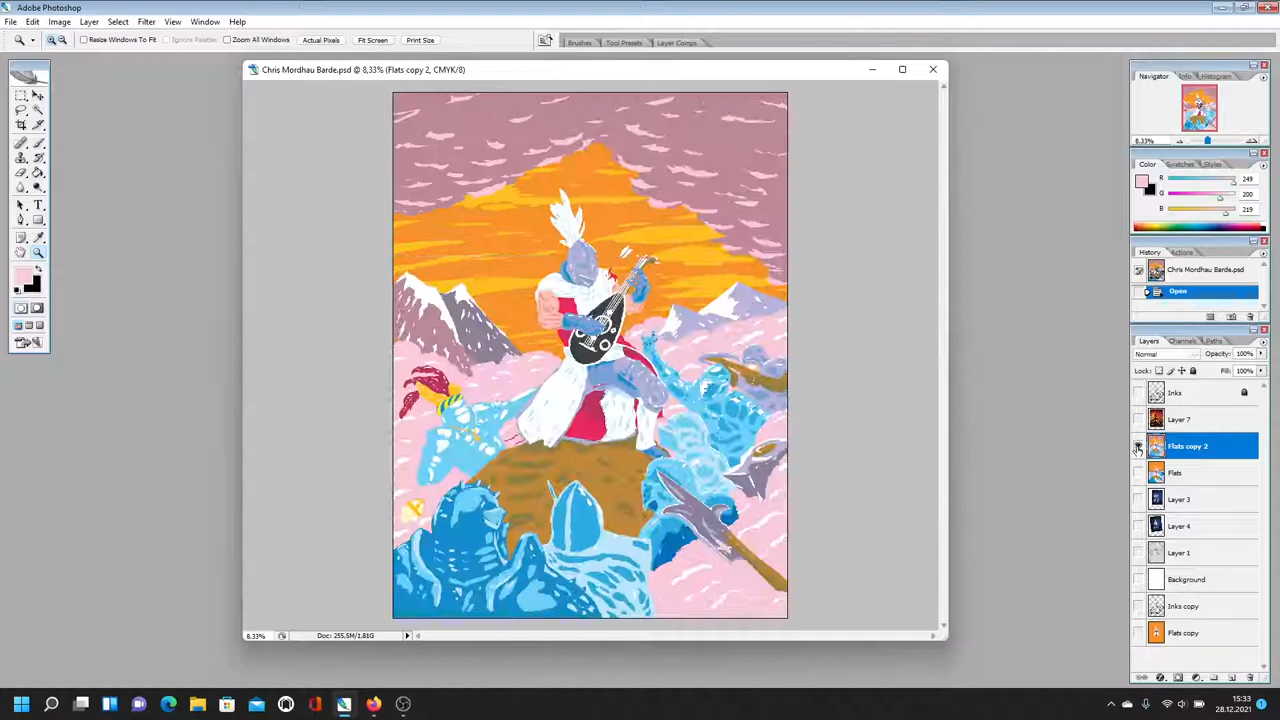 Adobe Photoshop
File Edit Image Layer Select Filter View Window Help
Resize Windows To Fit Ignore Palettes Zoom All Windows Actual Pixels Fit Screen Print Size Brushes Tool Presets Layer Comps
Chris Mordhau Barde.psd @ 8,33% (Flats copy 2, CMYK/8)
Navigator Info Histogram
8.33%
Color Swatches Styles
R 249
G 200
B 219
History Actions
Chris Mordhau Barde.psd
Open
Layers Channels Paths
Normal Opacity: 100%
Lock: Fill: 100%
Inks
Layer 7
Flats copy 2
Flats
Layer 3
Layer 4
Layer 1
Background
Inks copy
Flats copy
8.33% Doc: 255,5M/1,81G
15:33
28.12.2021